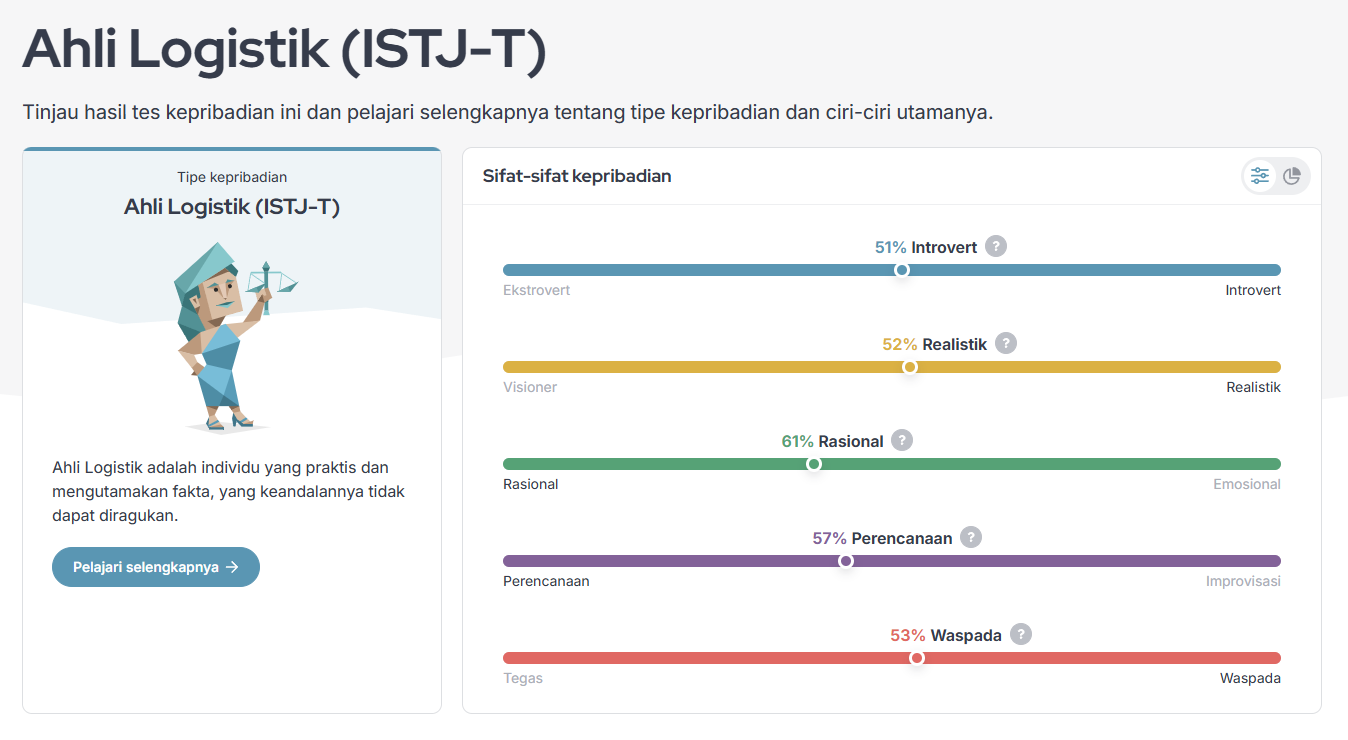 Ahli Logistik (ISTJ-T)
Tinjau hasil tes kepribadian ini dan pelajari selengkapnya tentang tipe kepribadian dan ciri-ciri utamanya.
Tipe kepribadian
Ahli Logistik (ISTJ-T)
Ahli Logistik adalah individu yang praktis dan
mengutamakan fakta, yang keandalannya tidak
dapat diragukan.
Pelajari selengkapnya →
Sifat-sifat kepribadian
51% Introvert ?
Ekstrovert Introvert
52% Realistik ?
Visioner Realistik
61% Rasional ?
Rasional Emosional
57% Perencanaan ?
Perencanaan Improvisasi
53% Waspada ?
Tegas Waspada